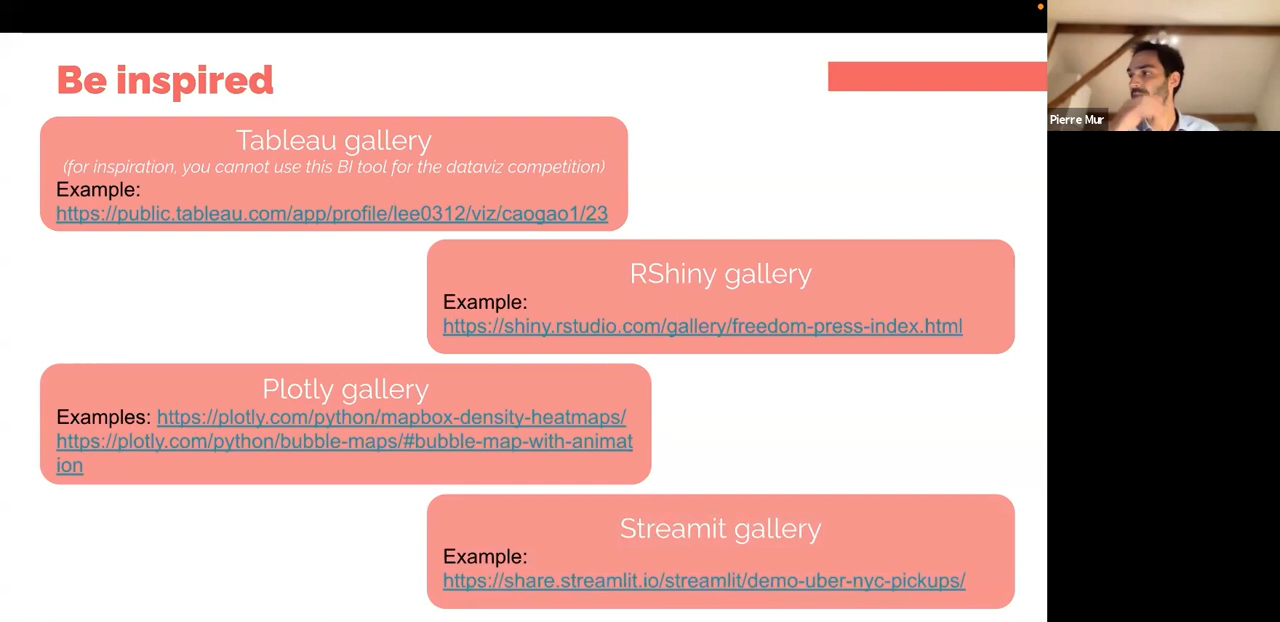 Be inspired
Pierre Mur
Tableau gallery
(for inspiration, you cannot use this BI tool for the dataviz competition)
Example:
https://public.tableau.com/app/profile/lee0312/viz/caogao1/23
RShiny gallery
Example:
https://shiny.rstudio.com/gallery/freedom-press-index.html
Plotly gallery
Examples: https://plotly.com/python/mapbox-density-heatmaps/
https://plotly.com/python/bubble-maps/#bubble-map-with-animat
ion
Streamit gallery
Example:
https://share.streamlit.io/streamlit/demo-uber-nyc-pickups/